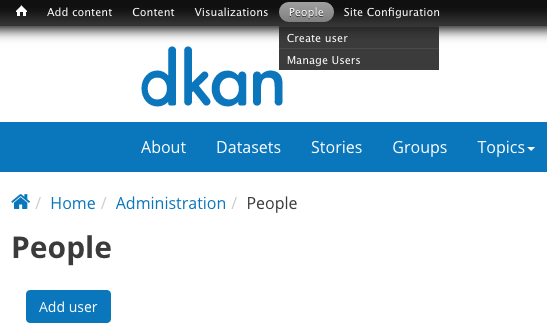 Add content Content Visualizations People Site Configuration
Create user
Manage Users
dkan
About Datasets Stories Groups Topics
/ Home / Administration / People
People
Add user